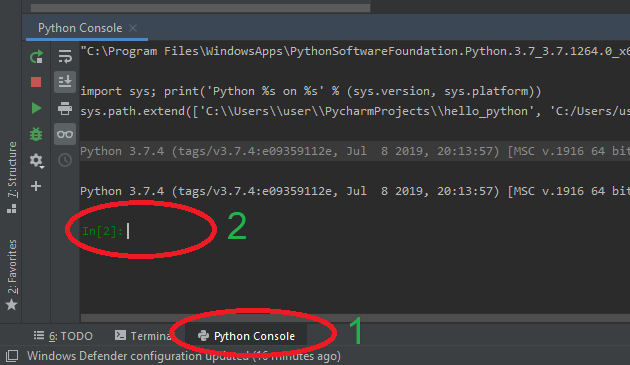 Python Console ×
"C:\Program Files\WindowsApps\PythonSoftwareFoundation.Python.3.7_3.7.1264.0_x6
import sys; print('Python %s on %s' % (sys.version, sys.platform))
sys.path.extend(['C:\\Users\\user\\PycharmProjects\\hello_python', 'C:/Users/us
Python 3.7.4 (tags/v3.7.4:e09359112e, Jul  8 2019, 20:13:57) [MSC v.1916 64 bit
Python 3.7.4 (tags/v3.7.4:e09359112e, Jul  8 2019, 20:13:57) [MSC v.1916 64 bit
In[2]:
2
7: Structure
2: Favorites
6: TODO
Terminal
Python Console
1
Windows Defender configuration updated (16 minutes ago)